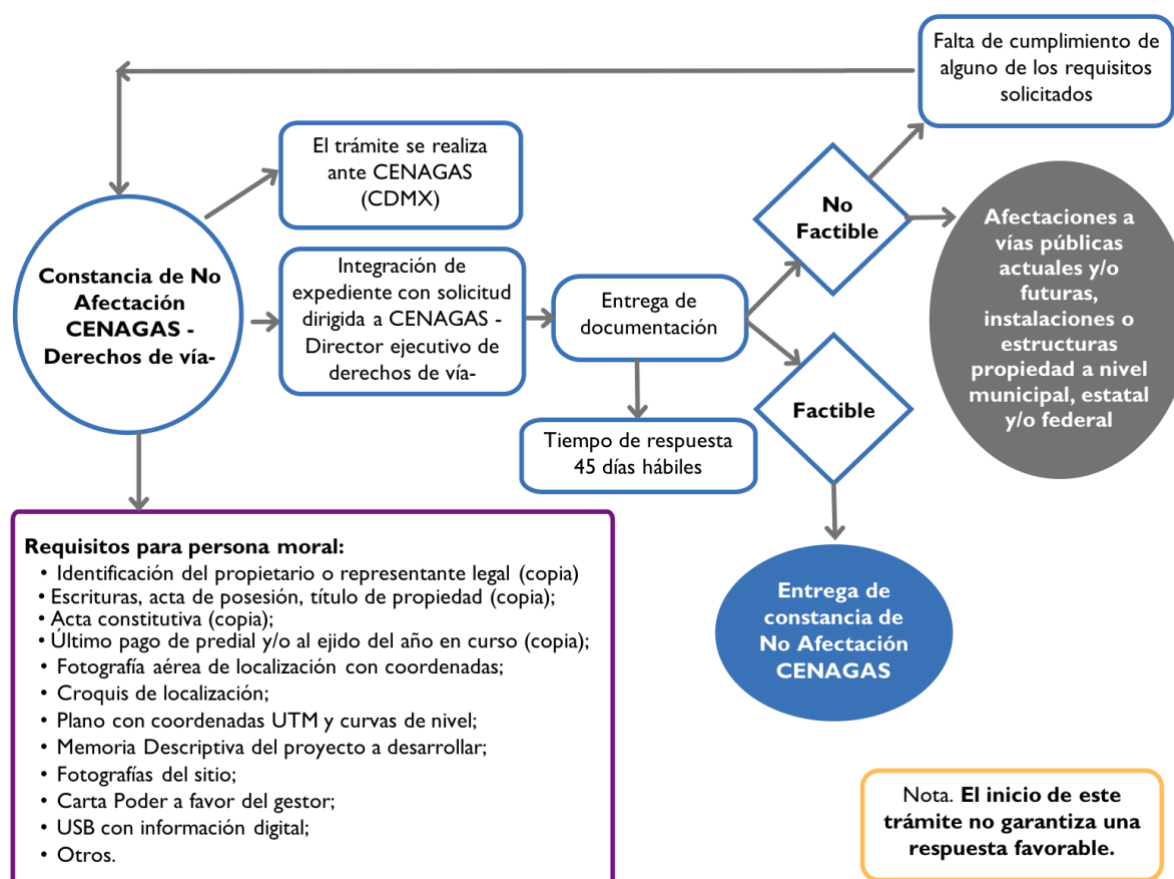 Falta de cumplimiento de
alguno de los requisitos
solicitados
El trámite se realiza
ante CENAGAS
(CDMX)
No
Factible
Afectaciones a
vías públicas
actuales y/o
futuras,
instalaciones o
estructuras
propiedad a nivel
municipal, estatal
y/o federal
Constancia de No
Afectación
CENAGAS -
Derechos de vía-
Integración de
expediente con solicitud
dirigida a CENAGAS -
Director ejecutivo de
derechos de vía-
Entrega de
documentación
Factible
Tiempo de respuesta
45 días hábiles
Requisitos para persona moral:
• Identificación del propietario o representante legal (copia)
• Escrituras, acta de posesión, título de propiedad (copia);
• Acta constitutiva (copia);
• Último pago de predial y/o al ejido del año en curso (copia);
• Fotografía aérea de localización con coordenadas;
• Croquis de localización;
• Plano con coordenadas UTM y curvas de nivel;
• Memoria Descriptiva del proyecto a desarrollar;
• Fotografías del sitio;
• Carta Poder a favor del gestor;
• USB con información digital;
• Otros.
Entrega de
constancia de
No Afectación
CENAGAS
Nota. El inicio de este
trámite no garantiza una
respuesta favorable.